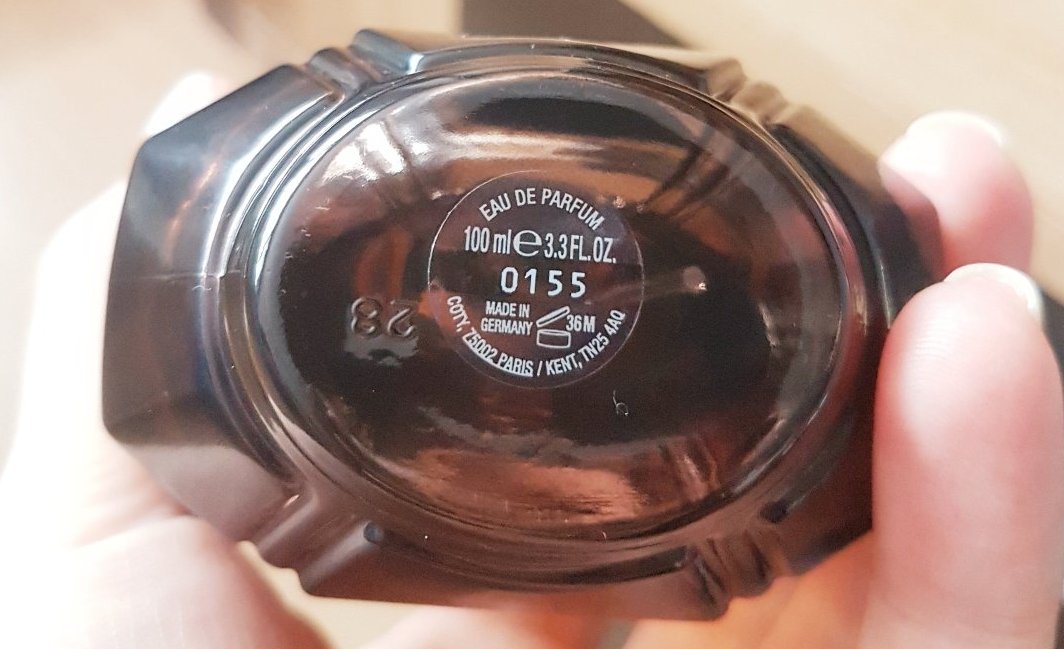 EAU DE PARFUM
100 ml e 3.3 FL.OZ.
0155
MADE IN
GERMANY
36M
COTY, 75002 PARIS / KENT, TN25 4AQ
28